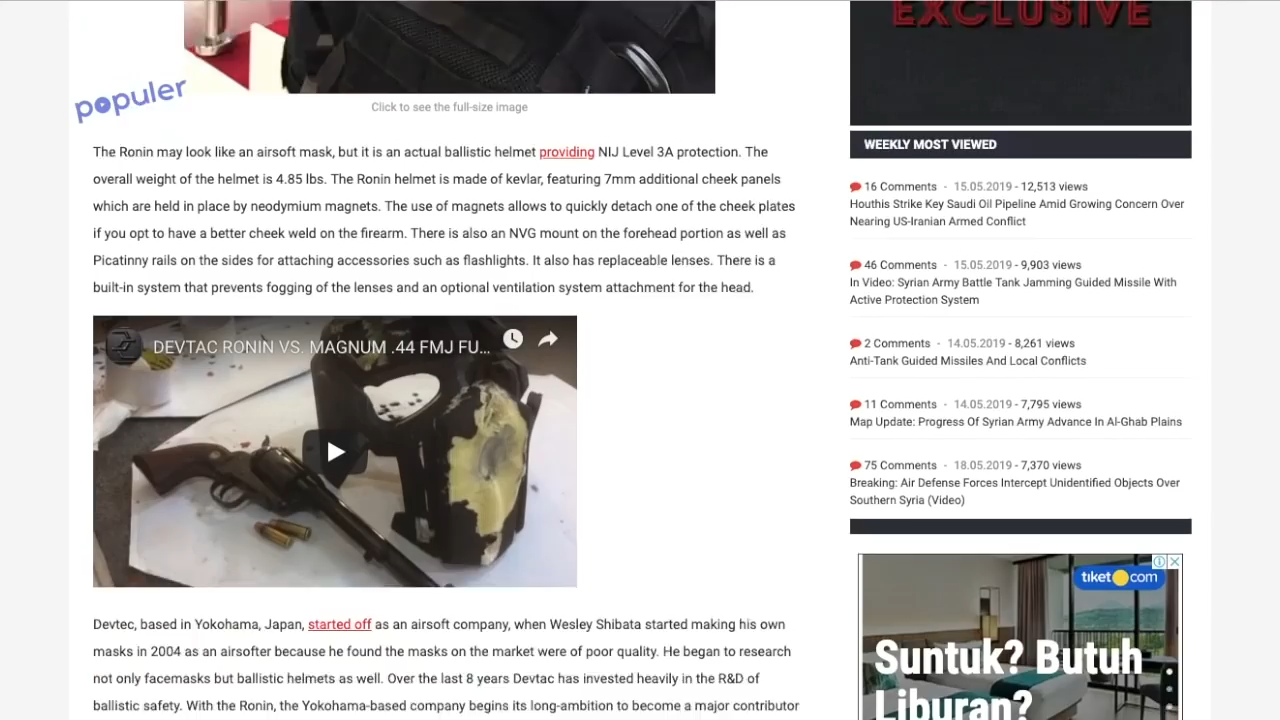 populer
Click to see the full-size image
The Ronin may look like an airsoft mask, but it is an actual ballistic helmet providing NIJ Level 3A protection. The
overall weight of the helmet is 4.85 lbs. The Ronin helmet is made of kevlar, featuring 7mm additional cheek panels
which are held in place by neodymium magnets. The use of magnets allows to quickly detach one of the cheek plates
if you opt to have a better cheek weld on the firearm. There is also an NVG mount on the forehead portion as well as
Picatinny rails on the sides for attaching accessories such as flashlights. It also has replaceable lenses. There is a
built-in system that prevents fogging of the lenses and an optional ventilation system attachment for the head.
DEVTAC RONIN VS. MAGNUM .44 FMJ FU...
Devtec, based in Yokohama, Japan, started off as an airsoft company, when Wesley Shibata started making his own
masks in 2004 as an airsofter because he found the masks on the market were of poor quality. He began to research
not only facemasks but ballistic helmets as well. Over the last 8 years Devtac has invested heavily in the R&D of
ballistic safety. With the Ronin, the Yokohama-based company begins its long-ambition to become a major contributor
EXCLUSIVE
WEEKLY MOST VIEWED
16 Comments - 15.05.2019 - 12,513 views
Houthis Strike Key Saudi Oil Pipeline Amid Growing Concern Over
Nearing US-Iranian Armed Conflict
46 Comments - 15.05.2019 - 9,903 views
In Video: Syrian Army Battle Tank Jamming Guided Missile With
Active Protection System
2 Comments - 14.05.2019 - 8,261 views
Anti-Tank Guided Missiles And Local Conflicts
11 Comments - 14.05.2019 - 7,795 views
Map Update: Progress Of Syrian Army Advance In Al-Ghab Plains
75 Comments - 18.05.2019 - 7,370 views
Breaking: Air Defense Forces Intercept Unidentified Objects Over
Southern Syria (Video)
tiket.com
Suntuk? Butuh
Liburan?